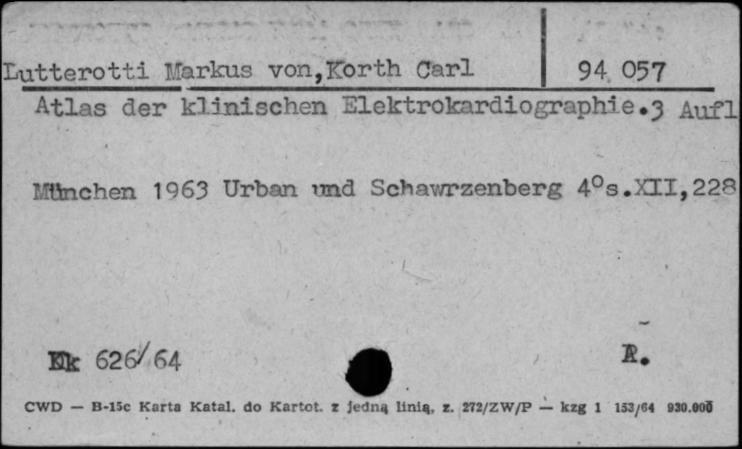 Lutterotti Markus von,Korth Carl 94 057
Atlas der klinischen Elektrokardiographie.3 Aufl
München 1963 Urban und Schawrzenberg 4°s.XII,228
Ek 626/64 R.
CWD — B-15c Karta Katal. do Kartot. z jedną linią, z. 272/ZW/P — kzg 1 153/64 930.000